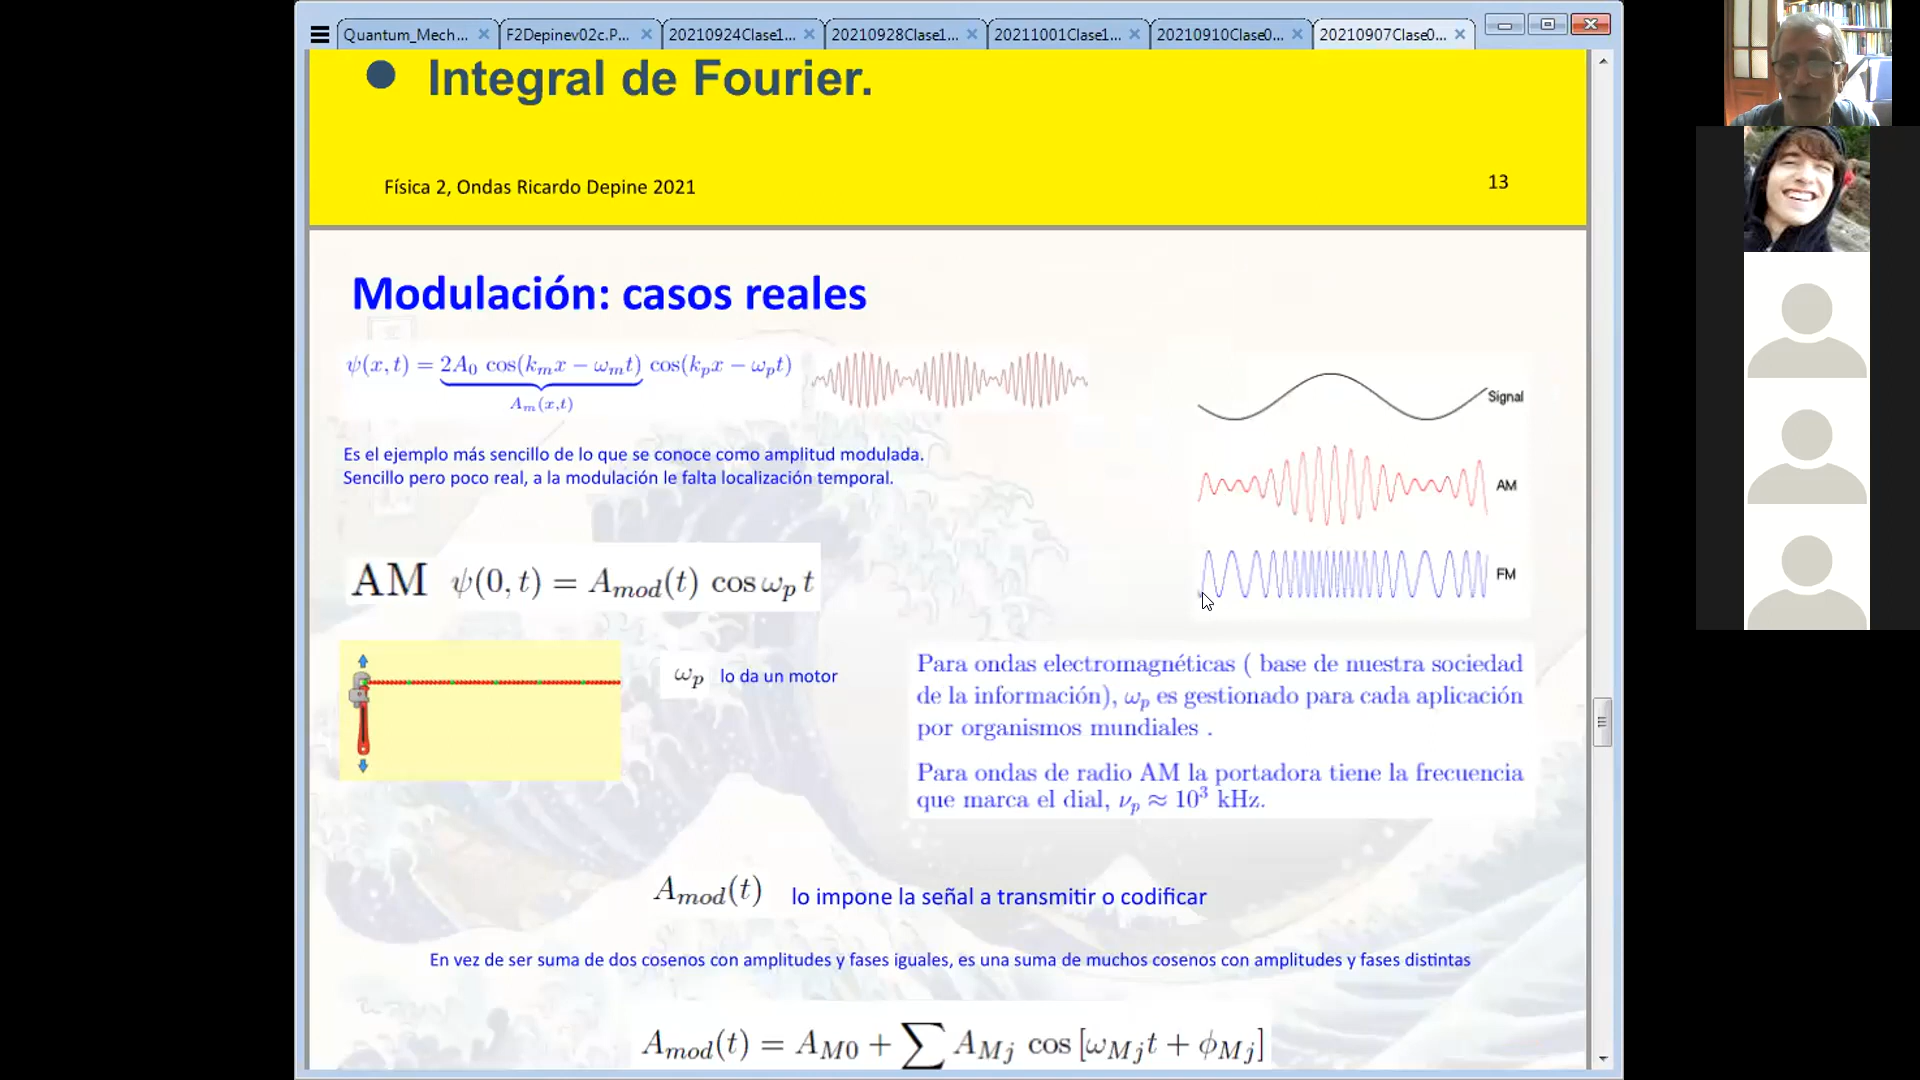 Quantum_Mech...
F2Depinev02c.P...
20210924Clase1...
20210928Clase1...
20211001Clase1...
20210910Clase0...
20210907Clase0...
● Integral de Fourier.
Física 2, Ondas Ricardo Depine 2021
13
Modulación: casos reales
ψ(x, t) = 2A₀ cos(kₘx − ωₘt) cos(kₚx − ωₚt)
Aₘ(x,t)
Signal
Es el ejemplo más sencillo de lo que se conoce como amplitud modulada.
Sencillo pero poco real, a la modulación le falta localización temporal.
AM
FM
AM ψ(0, t) = A_mod(t) cos ωₚ t
ωₚ lo da un motor
Para ondas electromagnéticas ( base de nuestra sociedad
de la información), ωₚ es gestionado para cada aplicación
por organismos mundiales .
Para ondas de radio AM la portadora tiene la frecuencia
que marca el dial, νₚ ≈ 10³ kHz.
A_mod(t) lo impone la señal a transmitir o codificar
En vez de ser suma de dos cosenos con amplitudes y fases iguales, es una suma de muchos cosenos con amplitudes y fases distintas
A_mod(t) = A_M0 + ∑ A_Mj cos [ω_Mj t + ϕ_Mj]